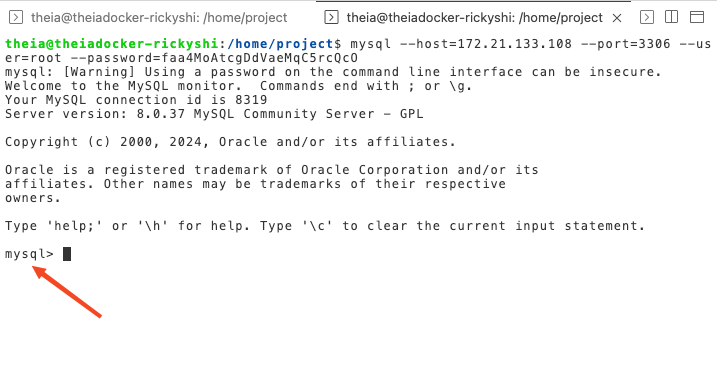 theia@theiadocker-rickyshi: /home/project
theia@theiadocker-rickyshi: /home/project
theia@theiadocker-rickyshi:/home/project$ mysql --host=172.21.133.108 --port=3306 --us
er=root --password=faa4MoAtcgDdVaeMqC5rcQcO
mysql: [Warning] Using a password on the command line interface can be insecure.
Welcome to the MySQL monitor.  Commands end with ; or \g.
Your MySQL connection id is 8319
Server version: 8.0.37 MySQL Community Server - GPL
Copyright (c) 2000, 2024, Oracle and/or its affiliates.
Oracle is a registered trademark of Oracle Corporation and/or its
affiliates. Other names may be trademarks of their respective
owners.
Type 'help;' or '\h' for help. Type '\c' to clear the current input statement.
mysql>